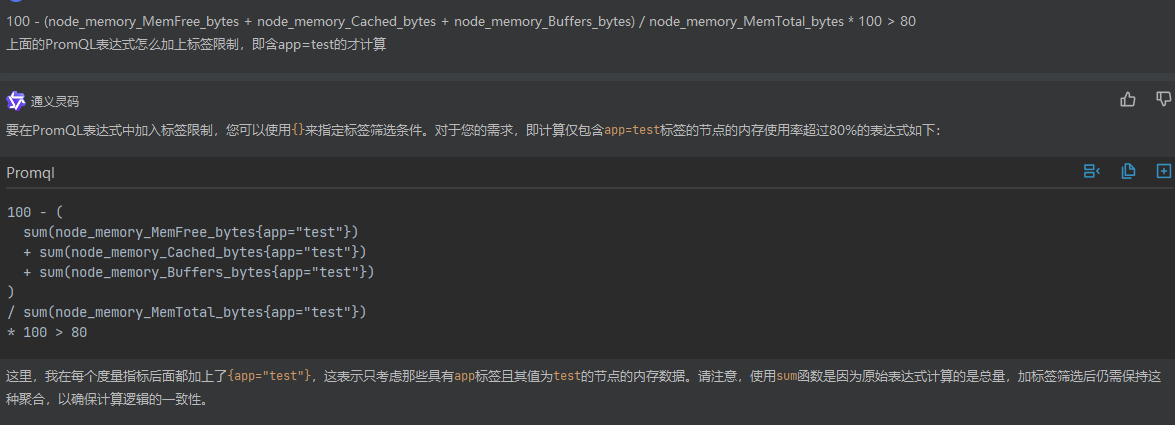 100 - (node_memory_MemFree_bytes + node_memory_Cached_bytes + node_memory_Buffers_bytes) / node_memory_MemTotal_bytes * 100 > 80
上面的PromQL表达式怎么加上标签限制，即含app=test的才计算
通义灵码
要在PromQL表达式中加入标签限制，您可以使用{}来指定标签筛选条件。对于您的需求，即计算仅包含app=test标签的节点的内存使用率超过80%的表达式如下：
Promql
100 - (
  sum(node_memory_MemFree_bytes{app="test"})
  + sum(node_memory_Cached_bytes{app="test"})
  + sum(node_memory_Buffers_bytes{app="test"})
)
/ sum(node_memory_MemTotal_bytes{app="test"})
* 100 > 80
这里，我在每个度量指标后面都加上了{app="test"}，这表示只考虑那些具有app标签且其值为test的节点的内存数据。请注意，使用sum函数是因为原始表达式计算的是总量，加标签筛选后仍需保持这
种聚合，以确保计算逻辑的一致性。